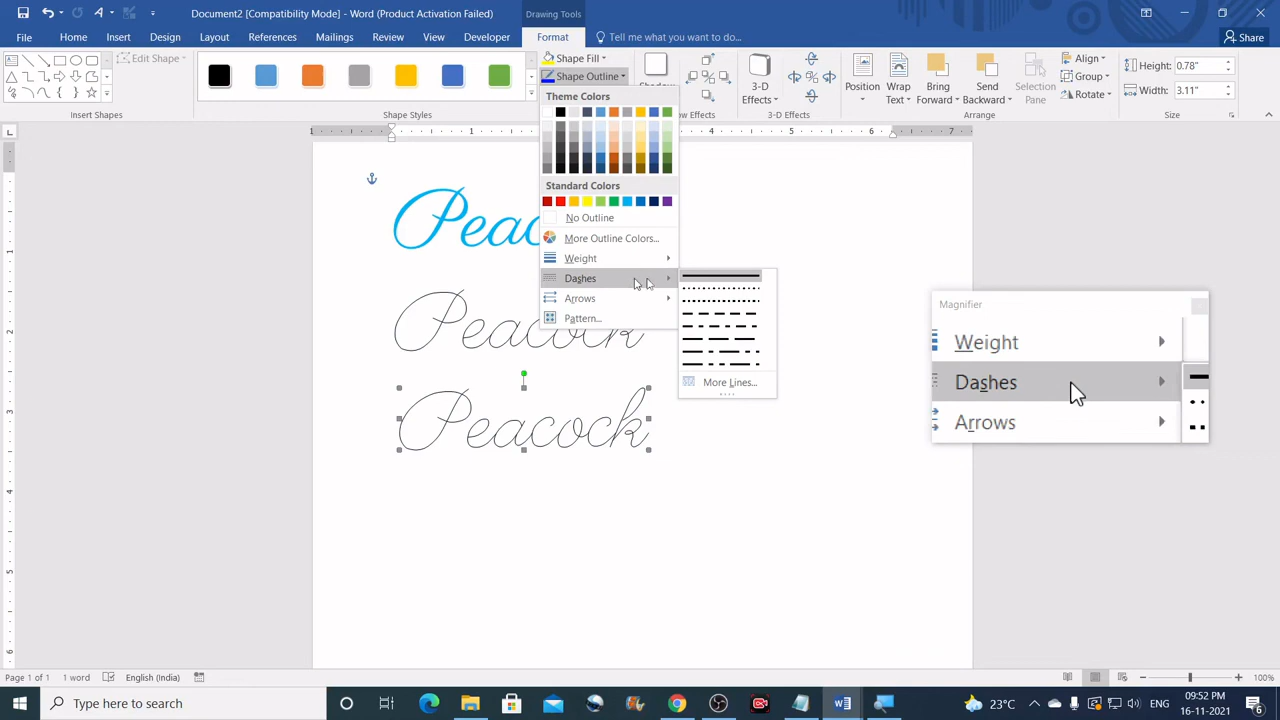 Document2 [Compatibility Mode] - Word (Product Activation Failed)
Drawing Tools
File Home Insert Design Layout References Mailings Review View Developer Format Tell me what you want to do... Share
Edit Shape
Shape Fill
Shape Outline
3-D Effects
Position
Wrap Text
Bring Forward
Send Backward
Selection Pane
Align
Group
Rotate
Height: 0.78"
Width: 3.11"
Insert Shapes Shape Styles 3-D Effects Arrange Size
Theme Colors
Standard Colors
No Outline
More Outline Colors...
Weight
Dashes
Arrows
Pattern...
More Lines...
Peacock
Peacock
Magnifier
Weight
Dashes
Arrows
Page 1 of 1 1 word English (India) 100%
Type here to search
W
23°C
09:52 PM
16-11-2021
6